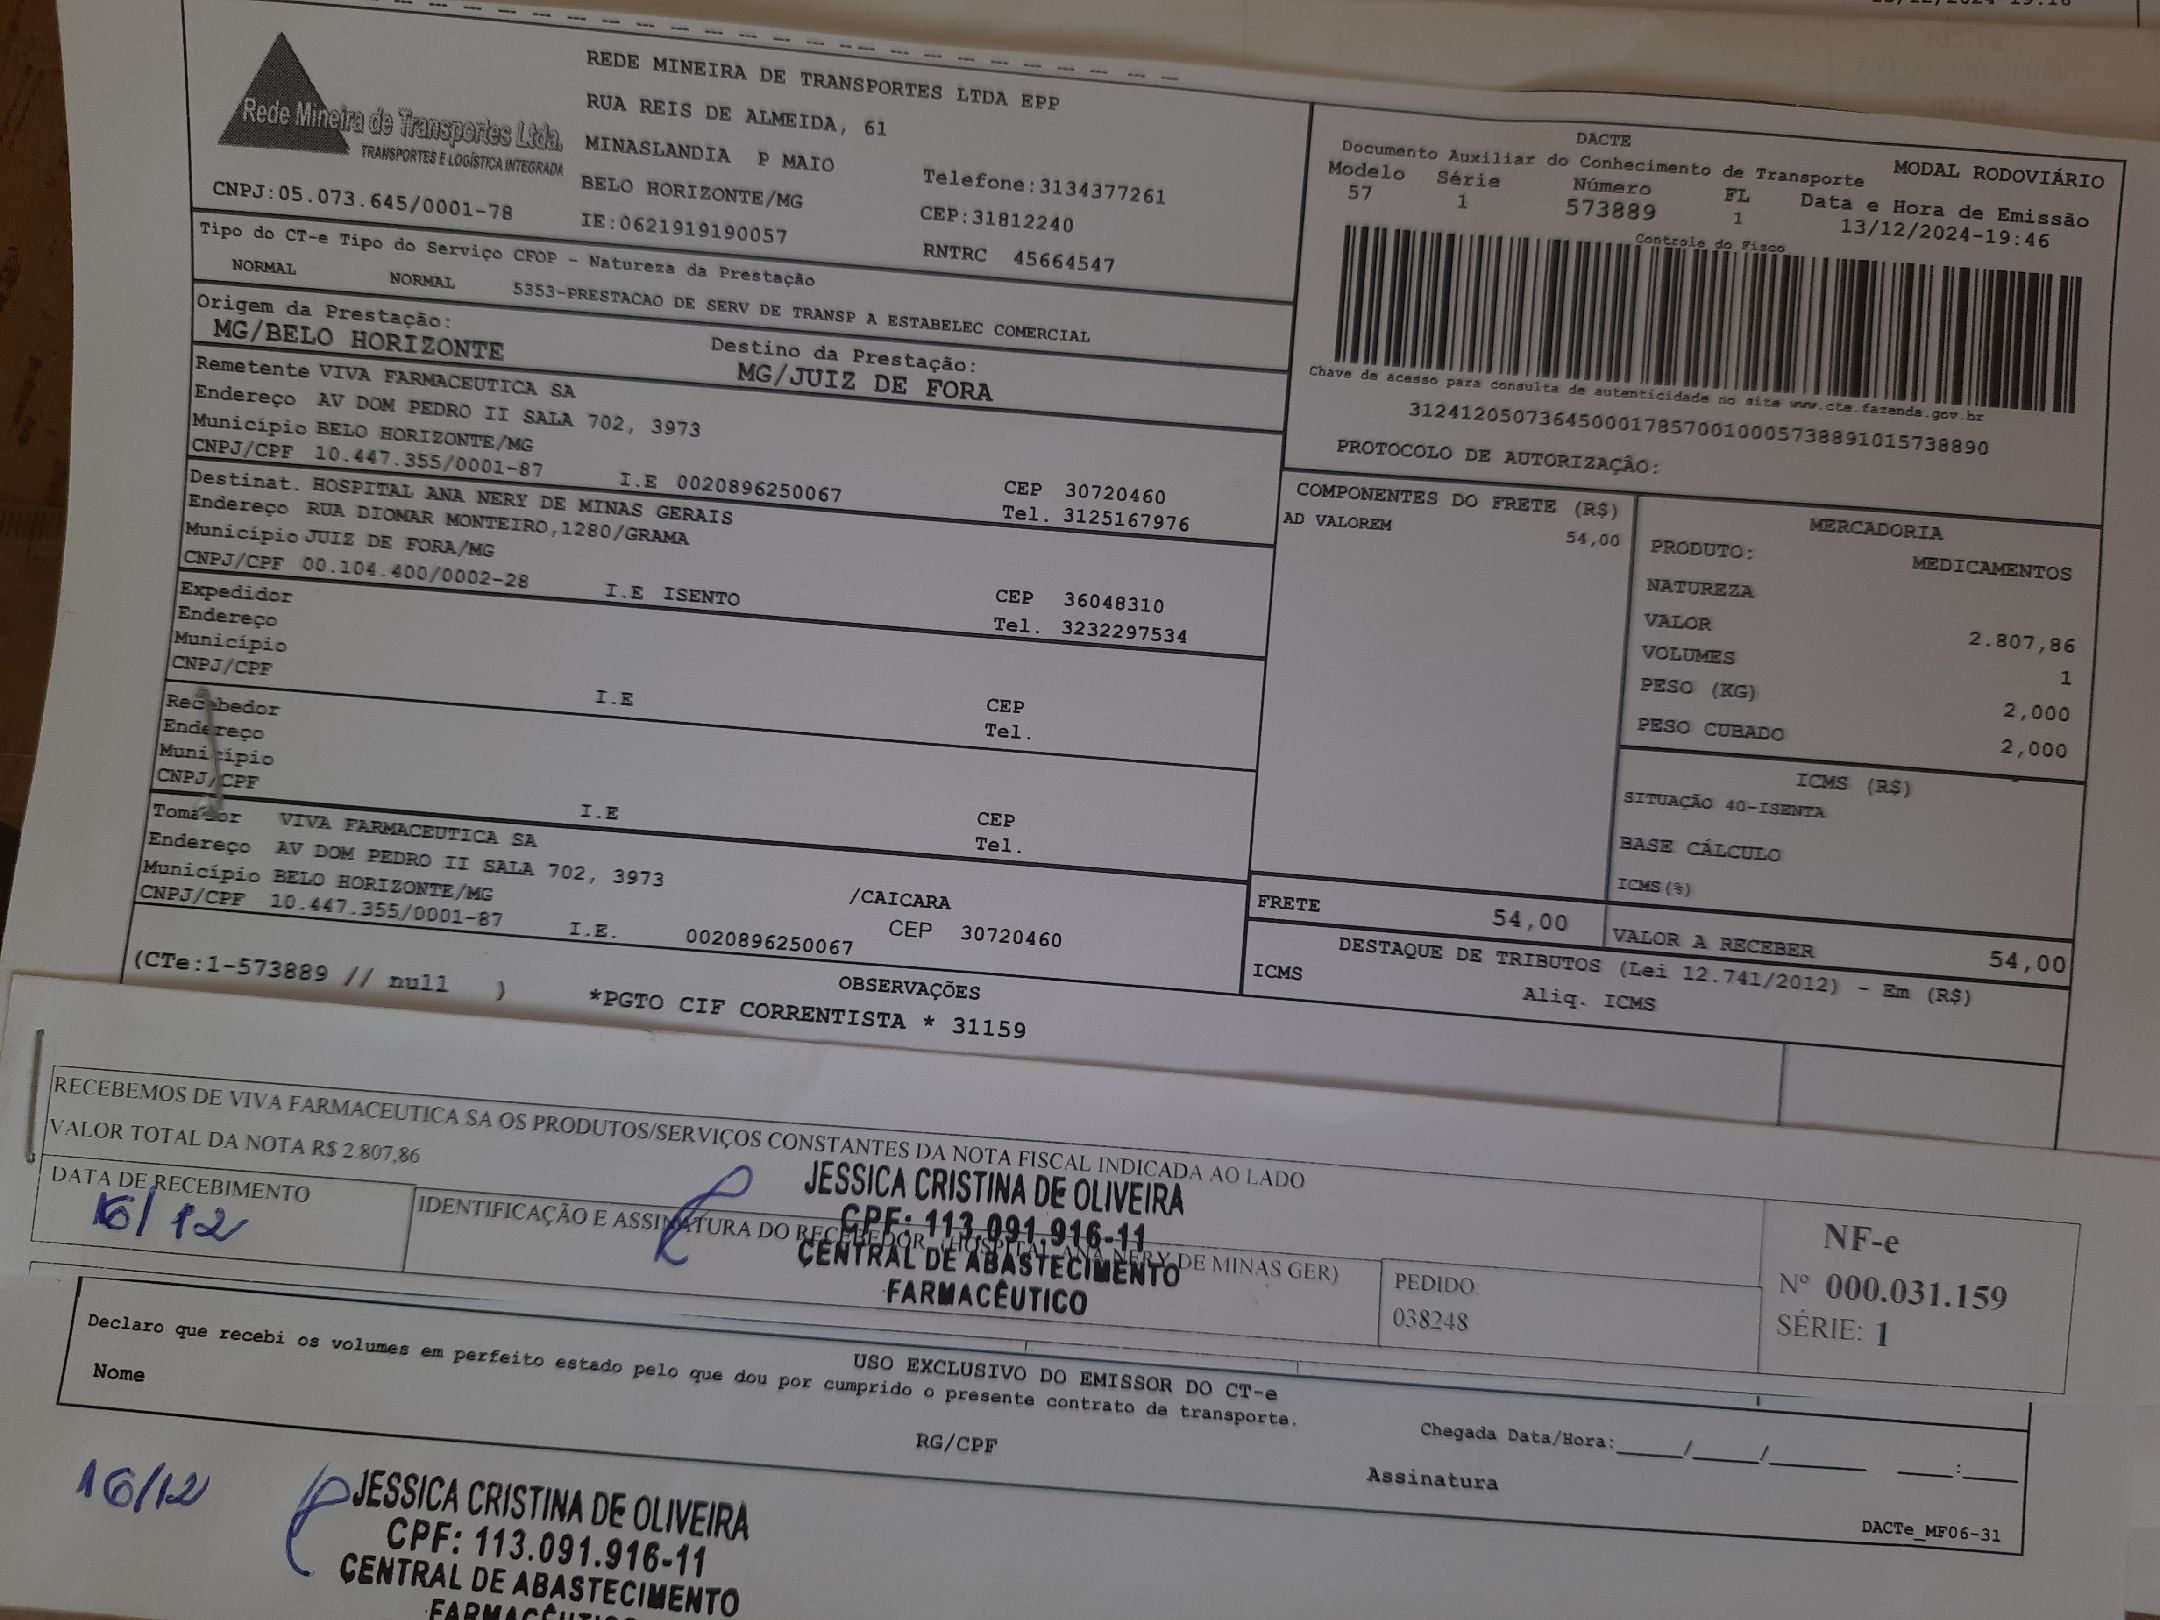 Rede Mineira de Transportes Ltda.
TRANSPORTES E LOGÍSTICA INTEGRADA
CNPJ:05.073.645/0001-78
REDE MINEIRA DE TRANSPORTES LTDA EPP
RUA REIS DE ALMEIDA, 61
MINASLANDIA P MAIO
BELO HORIZONTE/MG
IE:0621919190057
Telefone:3134377261
CEP:31812240
RNTRC 45664547
DACTE
Documento Auxiliar do Conhecimento de Transporte
MODAL RODOVIÁRIO
Modelo Série Número FL Data e Hora de Emissão
57 1 573889 1 13/12/2024-19:46
Controle do Fisco
Chave de acesso para consulta de autenticidade no site www.cte.fazenda.gov.br
31241205073645000178570010005738891015738890
PROTOCOLO DE AUTORIZAÇÃO:
Tipo do CT-e Tipo do Serviço CFOP - Natureza da Prestação
NORMAL NORMAL 5353-PRESTACAO DE SERV DE TRANSP A ESTABELEC COMERCIAL
Origem da Prestação:
MG/BELO HORIZONTE
Destino da Prestação:
MG/JUIZ DE FORA
Remetente VIVA FARMACEUTICA SA
Endereço AV DOM PEDRO II SALA 702, 3973
Município BELO HORIZONTE/MG CEP 30720460
CNPJ/CPF 10.447.355/0001-87 I.E 0020896250067 Tel. 3125167976
Destinat. HOSPITAL ANA NERY DE MINAS GERAIS
Endereço RUA DIOMAR MONTEIRO,1280/GRAMA
Município JUIZ DE FORA/MG CEP 36048310
CNPJ/CPF 00.104.400/0002-28 I.E ISENTO Tel. 3232297534
Expedidor
Endereço
Município CEP
CNPJ/CPF I.E Tel.
Recebedor
Endereço
Município CEP
CNPJ/CPF I.E Tel.
Tomador VIVA FARMACEUTICA SA
Endereço AV DOM PEDRO II SALA 702, 3973 /CAICARA
Município BELO HORIZONTE/MG CEP 30720460
CNPJ/CPF 10.447.355/0001-87 I.E. 0020896250067
COMPONENTES DO FRETE (R$)
AD VALOREM 54,00
MERCADORIA
PRODUTO: MEDICAMENTOS
NATUREZA
VALOR 2.807,86
VOLUMES 1
PESO (KG) 2,000
PESO CUBADO 2,000
ICMS (R$)
SITUAÇÃO 40-ISENTA
BASE CÁLCULO
ICMS(%)
FRETE 54,00 VALOR A RECEBER 54,00
DESTAQUE DE TRIBUTOS (Lei 12.741/2012) - Em (R$)
ICMS Aliq. ICMS
OBSERVAÇÕES
(CTe:1-573889 // null ) *PGTO CIF CORRENTISTA * 31159
RECEBEMOS DE VIVA FARMACEUTICA SA OS PRODUTOS/SERVIÇOS CONSTANTES DA NOTA FISCAL INDICADA AO LADO
VALOR TOTAL DA NOTA R$ 2.807,86
DATA DE RECEBIMENTO
16/12
IDENTIFICAÇÃO E ASSINATURA DO RECEBEDOR (HOSPITAL ANA NERY DE MINAS GER)
JESSICA CRISTINA DE OLIVEIRA
CPF: 113.091.916-11
CENTRAL DE ABASTECIMENTO
FARMACÊUTICO
PEDIDO
038248
NF-e
Nº 000.031.159
SÉRIE: 1
USO EXCLUSIVO DO EMISSOR DO CT-e
Declaro que recebi os volumes em perfeito estado pelo que dou por cumprido o presente contrato de transporte.
Nome RG/CPF
Chegada Data/Hora:_____/_____/_______ ____:____
Assinatura
DACTe_MF06-31
16/12
JESSICA CRISTINA DE OLIVEIRA
CPF: 113.091.916-11
CENTRAL DE ABASTECIMENTO
FARMACÊUTICO